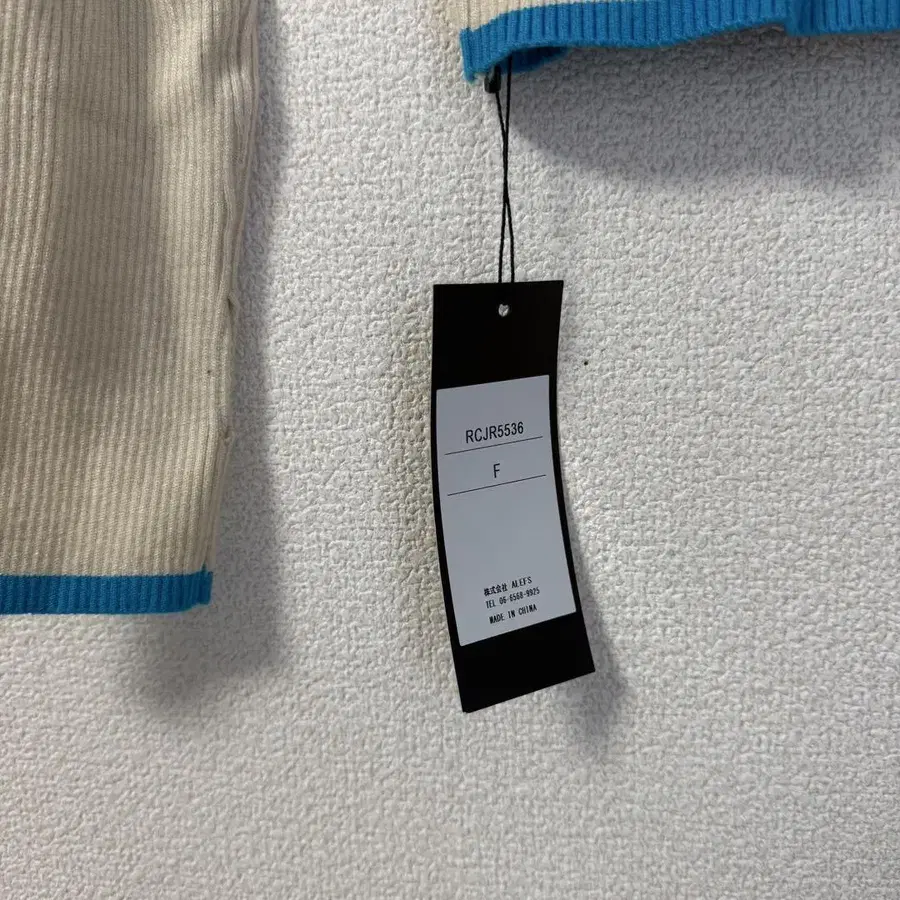 RCJR5536
F
株式会社 ALEFS
TEL 06-6568-9925
MADE IN CHINA